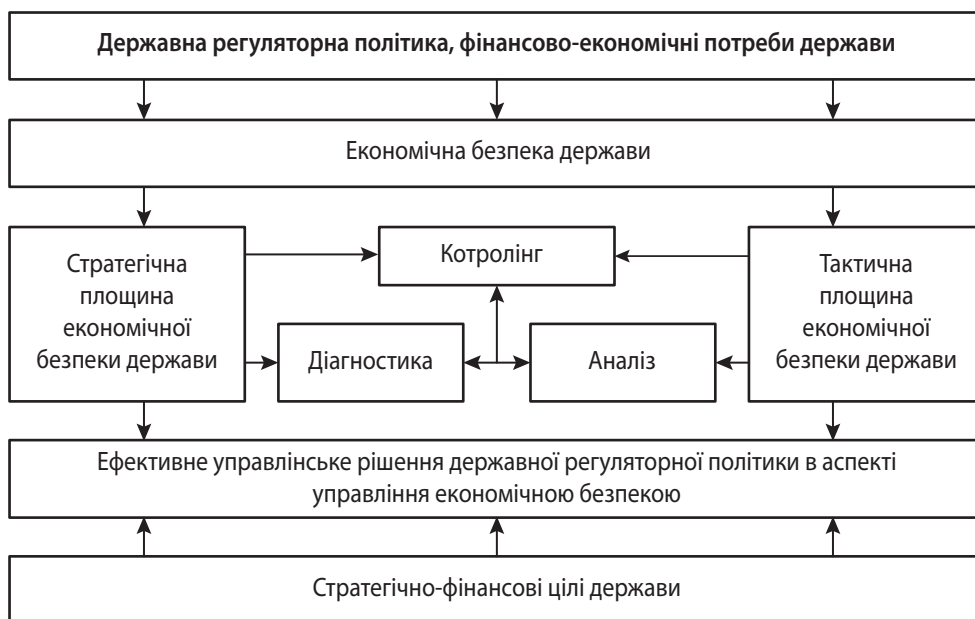 Державна регуляторна політика, фінансово-економічні потреби держави
Економічна безпека держави
Стратегічна
площина
економічної
безпеки держави
Котролінг
Діагностика
Аналіз
Тактична
площина
економічної
безпеки держави
Ефективне управлінське рішення державної регуляторної політики в аспекті
управління економічною безпекою
Стратегічно-фінансові цілі держави